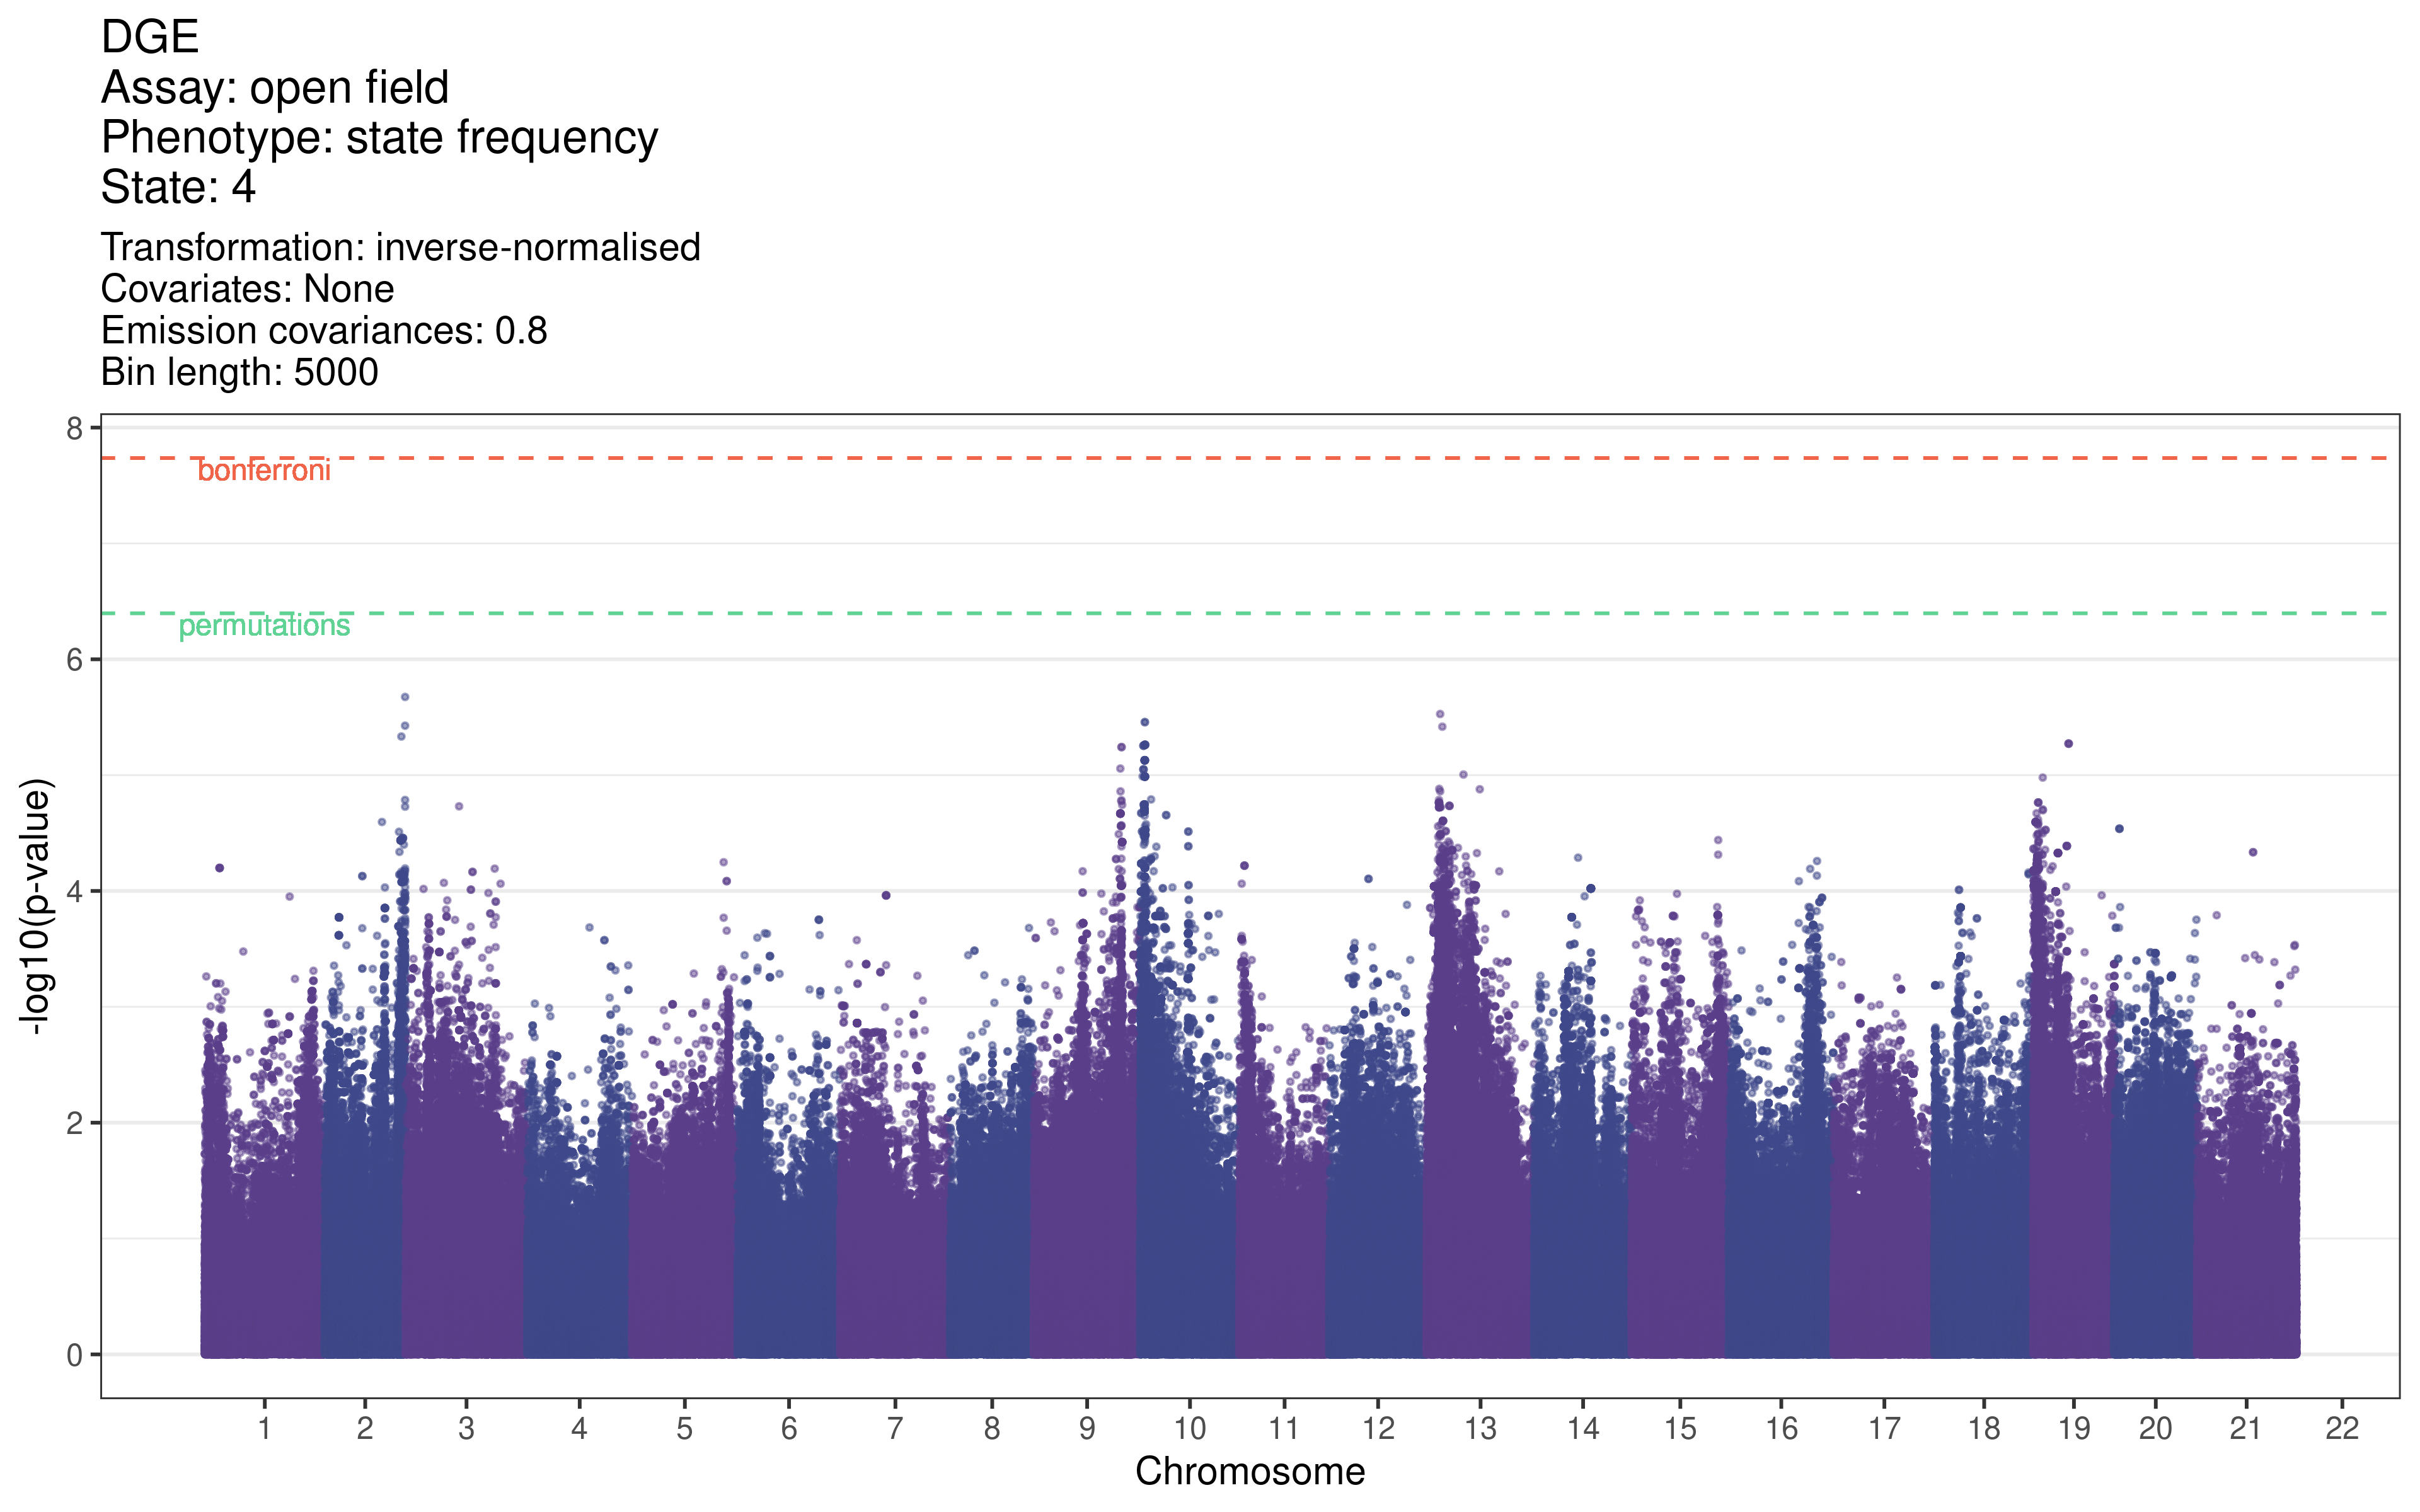 DGE
Assay: open field
Phenotype: state frequency
State: 4
Transformation: inverse-normalised
Covariates: None
Emission covariances: 0.8
Bin length: 5000
8
bonferroni
permutations
6
4
2
0
-log10(p-value)
1 2 3 4 5 6 7 8 9 10 11 12 13 14 15 16 17 18 19 20 21 22
Chromosome